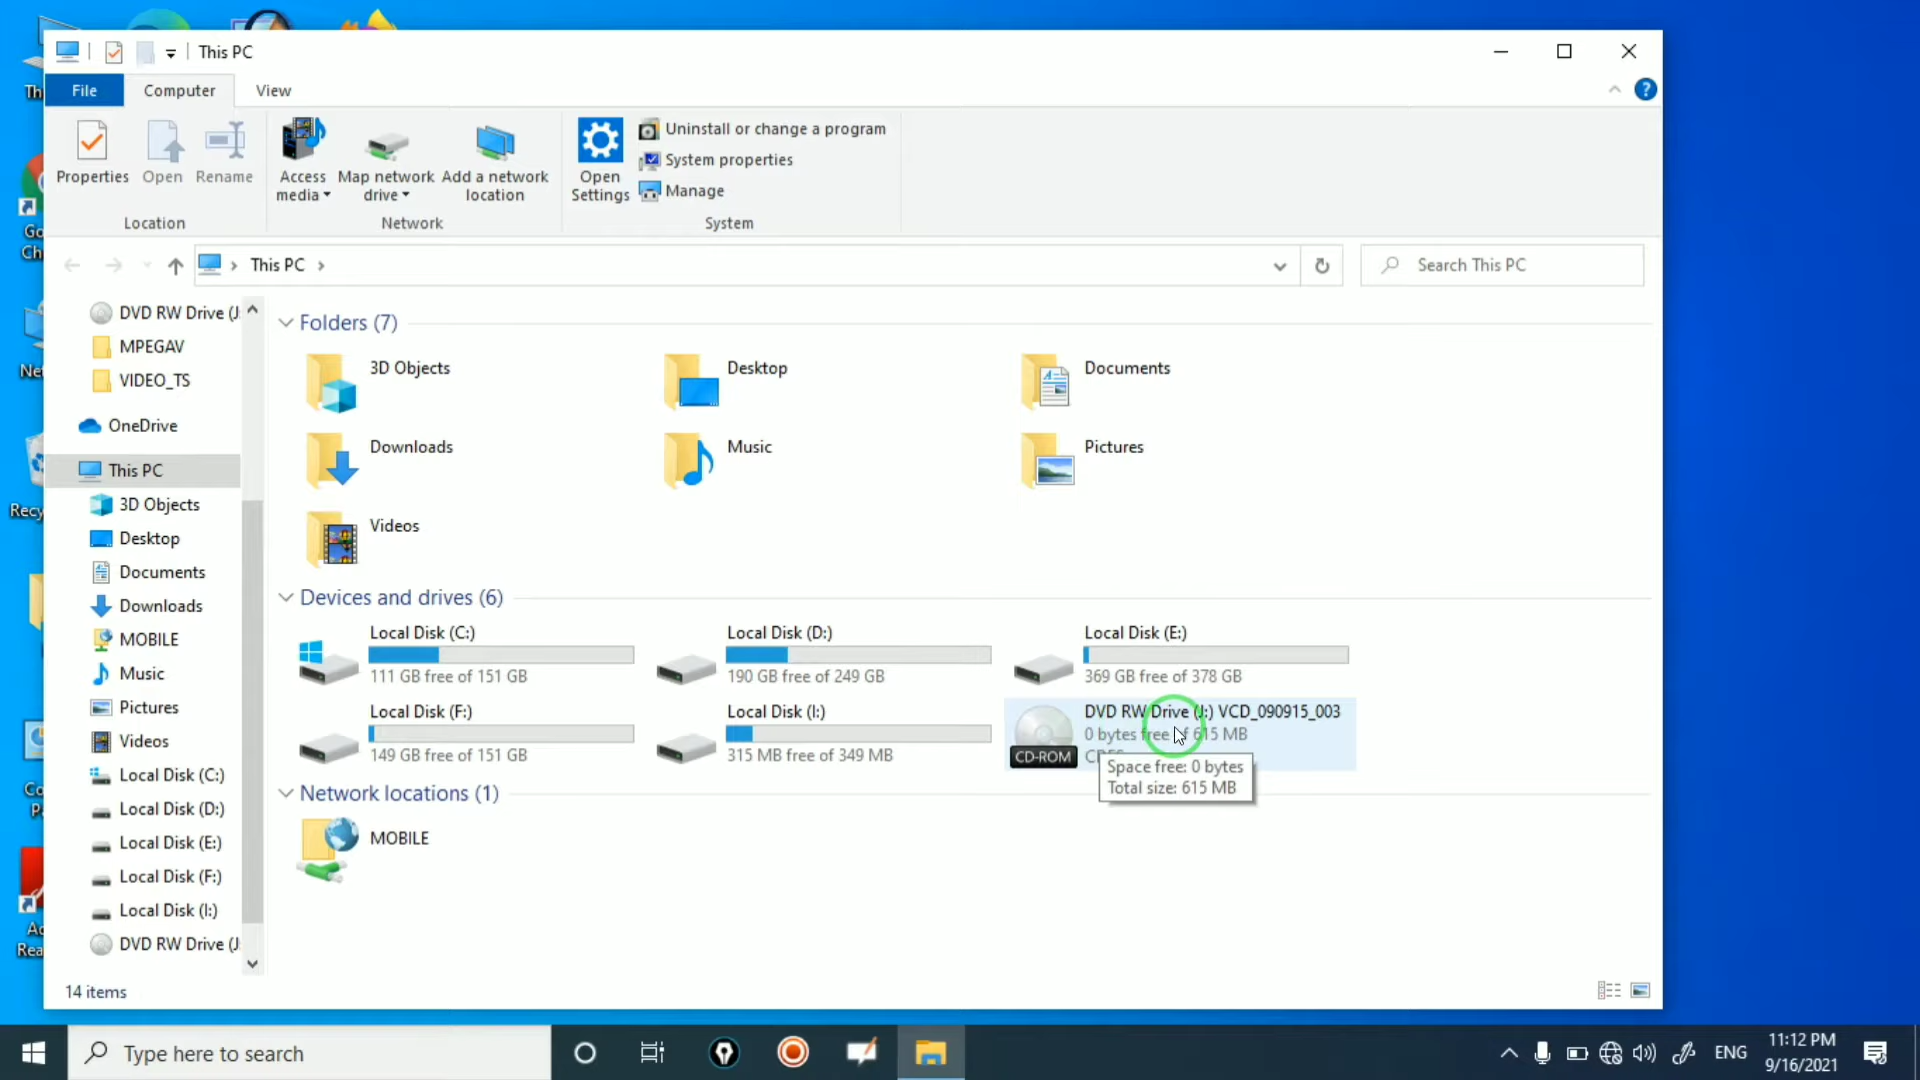 This PC
File Computer View
Properties Open Rename
Access media
Map network drive
Add a network location
Open Settings
Uninstall or change a program
System properties
Manage
Location Network System
This PC
Search This PC
DVD RW Drive (J:
MPEGAV
VIDEO_TS
OneDrive
This PC
3D Objects
Desktop
Documents
Downloads
MOBILE
Music
Pictures
Videos
Local Disk (C:)
Local Disk (D:)
Local Disk (E:)
Local Disk (F:)
Local Disk (I:)
DVD RW Drive (J:
Folders (7)
3D Objects
Desktop
Documents
Downloads
Music
Pictures
Videos
Devices and drives (6)
Local Disk (C:)
111 GB free of 151 GB
Local Disk (D:)
190 GB free of 249 GB
Local Disk (E:)
369 GB free of 378 GB
Local Disk (F:)
149 GB free of 151 GB
Local Disk (I:)
315 MB free of 349 MB
DVD RW Drive (J:) VCD_090915_003
0 bytes free of 615 MB
CD-ROM
Space free: 0 bytes
Total size: 615 MB
Network locations (1)
MOBILE
14 items
Type here to search
ENG
11:12 PM
9/16/2021